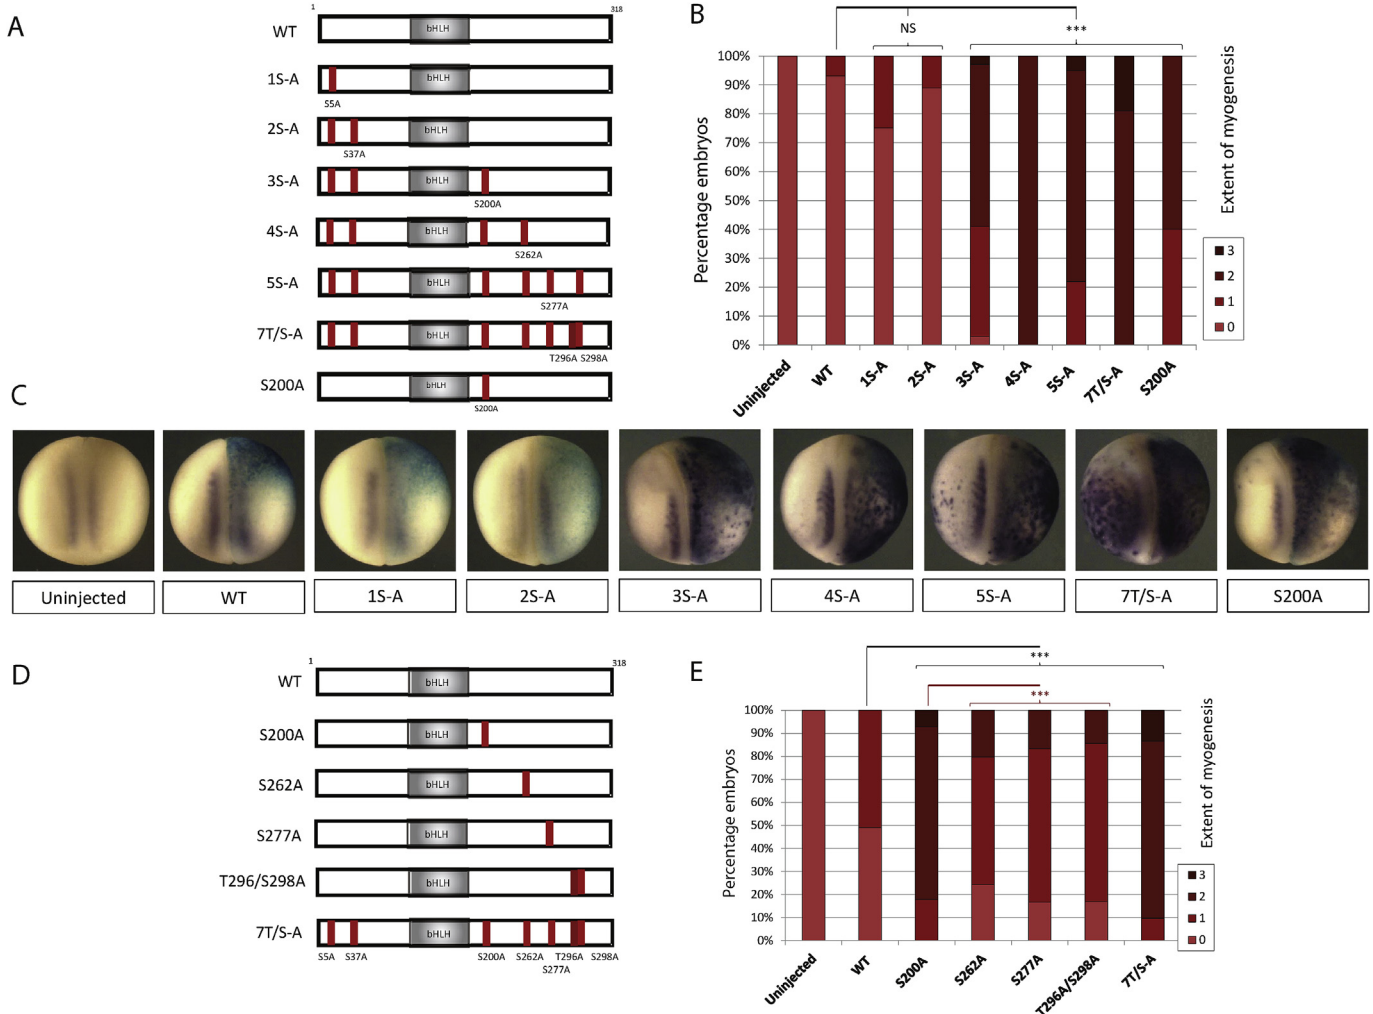 A
1 318
WT bHLH
1S-A bHLH
S5A
2S-A bHLH
S37A
3S-A bHLH
S200A
4S-A bHLH
S262A
5S-A bHLH
S277A
7T/S-A bHLH
T296A S298A
S200A bHLH
S200A
B
NS ***
100%
90%
80%
70%
60%
50%
40%
30%
20%
10%
0%
Percentage embryos
Uninjected WT 1S-A 2S-A 3S-A 4S-A 5S-A 7T/S-A S200A
Extent of myogenesis
3
2
1
0
C
Uninjected WT 1S-A 2S-A 3S-A 4S-A 5S-A 7T/S-A S200A
D
1 318
WT bHLH
S200A bHLH
S262A bHLH
S277A bHLH
T296/S298A bHLH
7T/S-A bHLH
S5A S37A S200A S262A T296A S298A
S277A
E
***
***
100%
90%
80%
70%
60%
50%
40%
30%
20%
10%
0%
Percentage embryos
Uninjected WT S200A S262A S277A T296A/S298A 7T/S-A
Extent of myogenesis
3
2
1
0